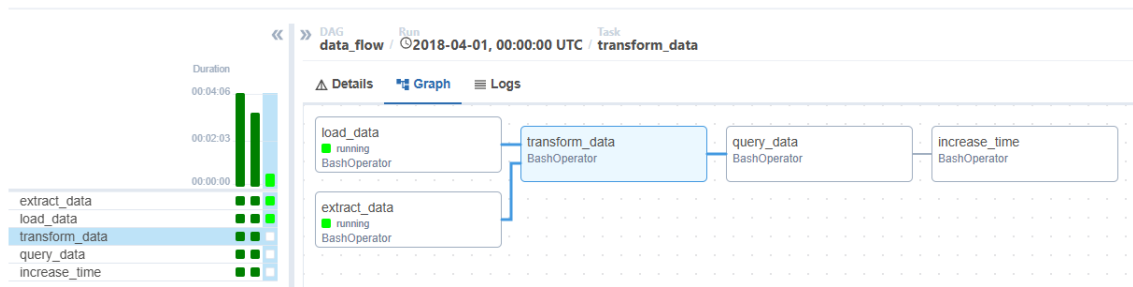 DAG
data_flow
/
Run
2018-04-01, 00:00:00 UTC
/
Task
transform_data
Duration
00:04:06
00:02:03
00:00:00
extract_data
load_data
transform_data
query_data
increase_time
Details
Graph
Logs
load_data
running
BashOperator
extract_data
running
BashOperator
transform_data
BashOperator
query_data
BashOperator
increase_time
BashOperator